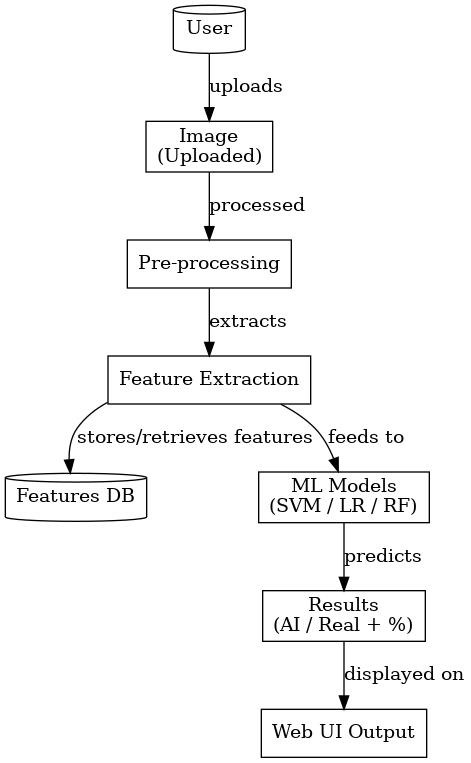 User
uploads
Image
(Uploaded)
processed
Pre-processing
extracts
Feature Extraction
stores/retrieves features
feeds to
Features DB
ML Models
(SVM / LR / RF)
predicts
Results
(AI / Real + %)
displayed on
Web UI Output